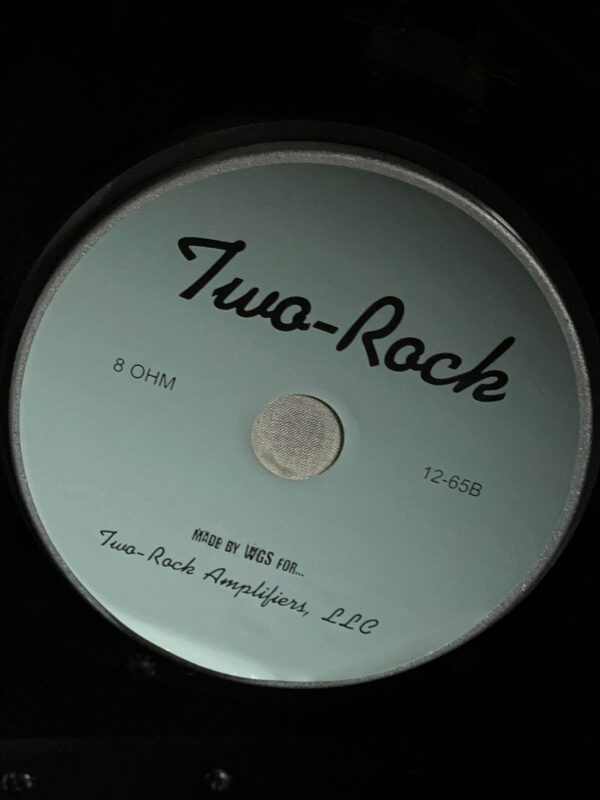 Two-Rock
8 OHM
12-65B
MADE BY WGS FOR...
Two-Rock Amplifiers, LLC